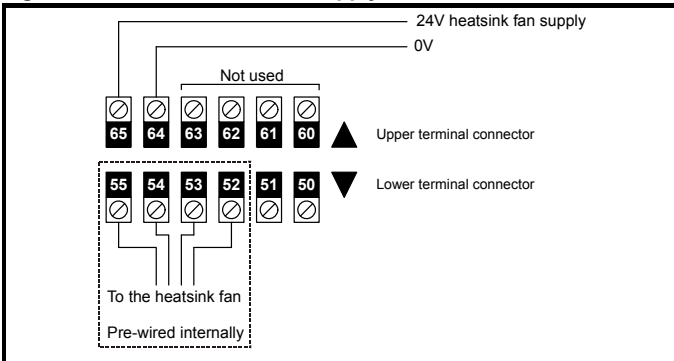 24V heatsink fan supply
0V
Not used
65 64 63 62 61 60
Upper terminal connector
55 54 53 52 51 50
Lower terminal connector
To the heatsink fan
Pre-wired internally